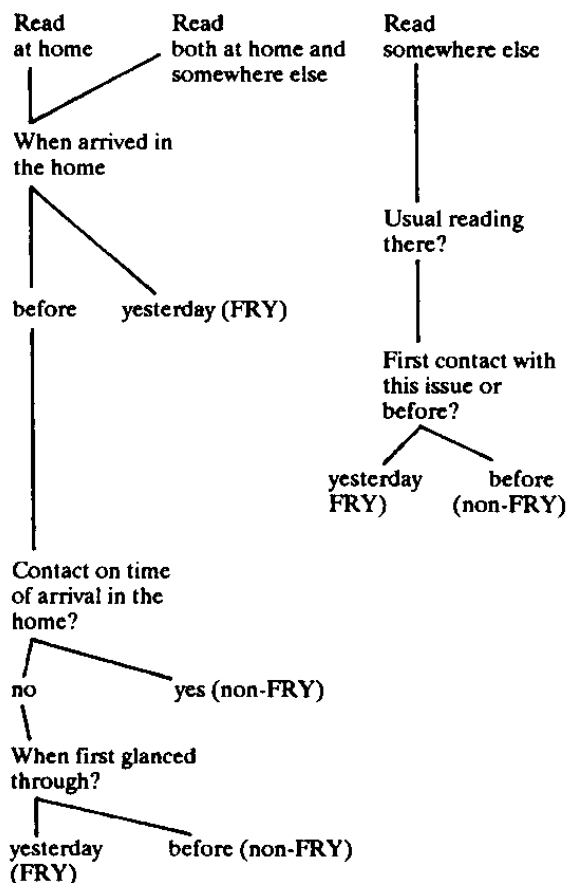 Read
at home
Read
both at home and
somewhere else
Read
somewhere else
When arrived in
the home
Usual reading
there?
before
yesterday (FRY)
First contact with
this issue or
before?
yesterday
FRY)
before
(non-FRY)
Contact on time
of arrival in the
home?
no
yes (non-FRY)
When first glanced
through?
yesterday
(FRY)
before (non-FRY)